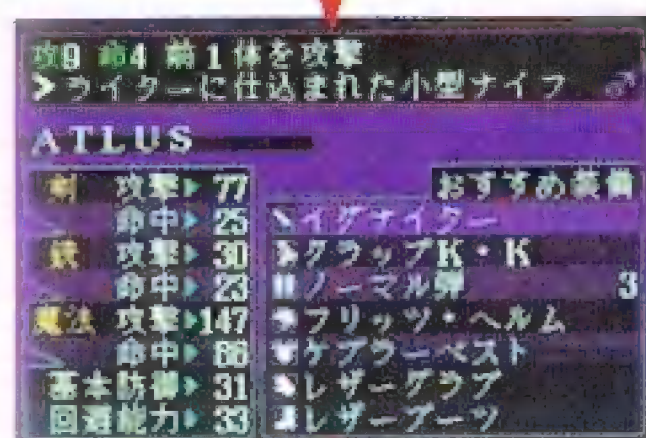 攻9 命4 敵1体を攻撃
>ライターに仕込まれた小型ナイフ ♂
ATLUS
おすすめ装備
剣 攻撃▶ 77
命中▶ 25
銃 攻撃▶ 30
命中▶ 23
魔法 攻撃▶147
命中▶ 66
基本防御▶ 31
回避能力▶ 33
イグナイター
クラップK・K
ノーマル弾 3
フリッツ・ヘルム
ケブラーベスト
レザーグラブ
レザーブーツ